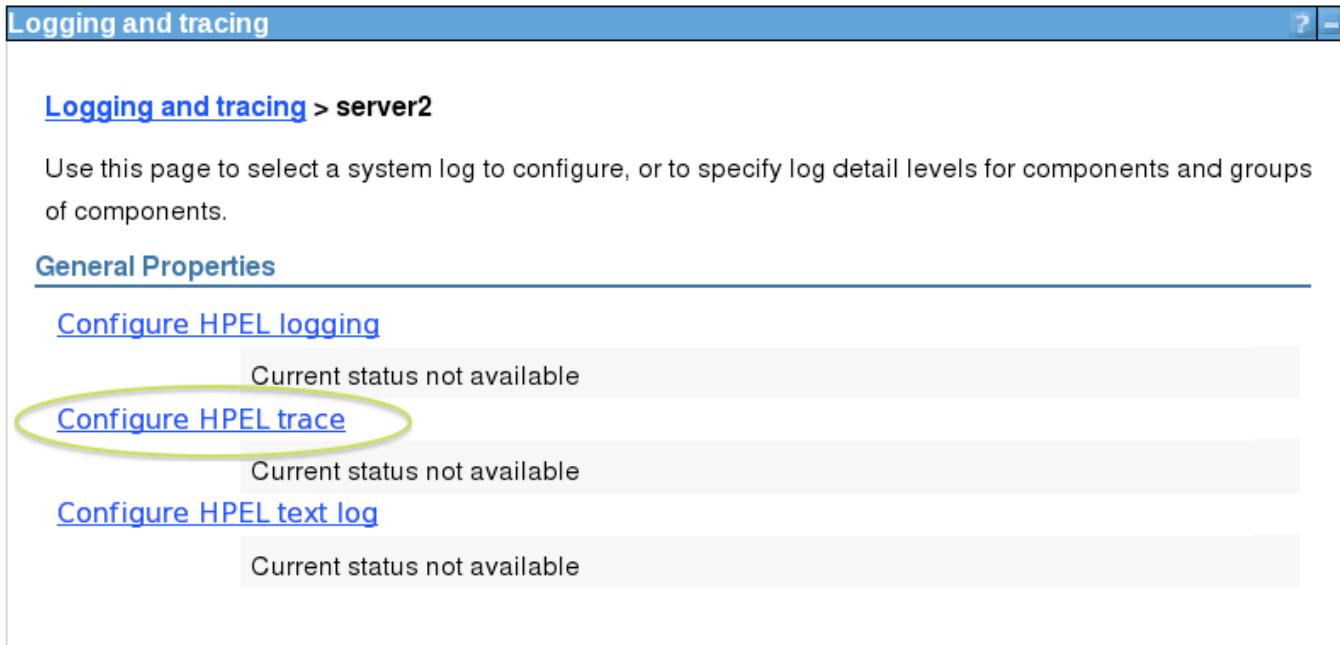 Logging and tracing ? –
Logging and tracing > server2
Use this page to select a system log to configure, or to specify log detail levels for components and groups
of components.
General Properties
Configure HPEL logging
Current status not available
Configure HPEL trace
Current status not available
Configure HPEL text log
Current status not available